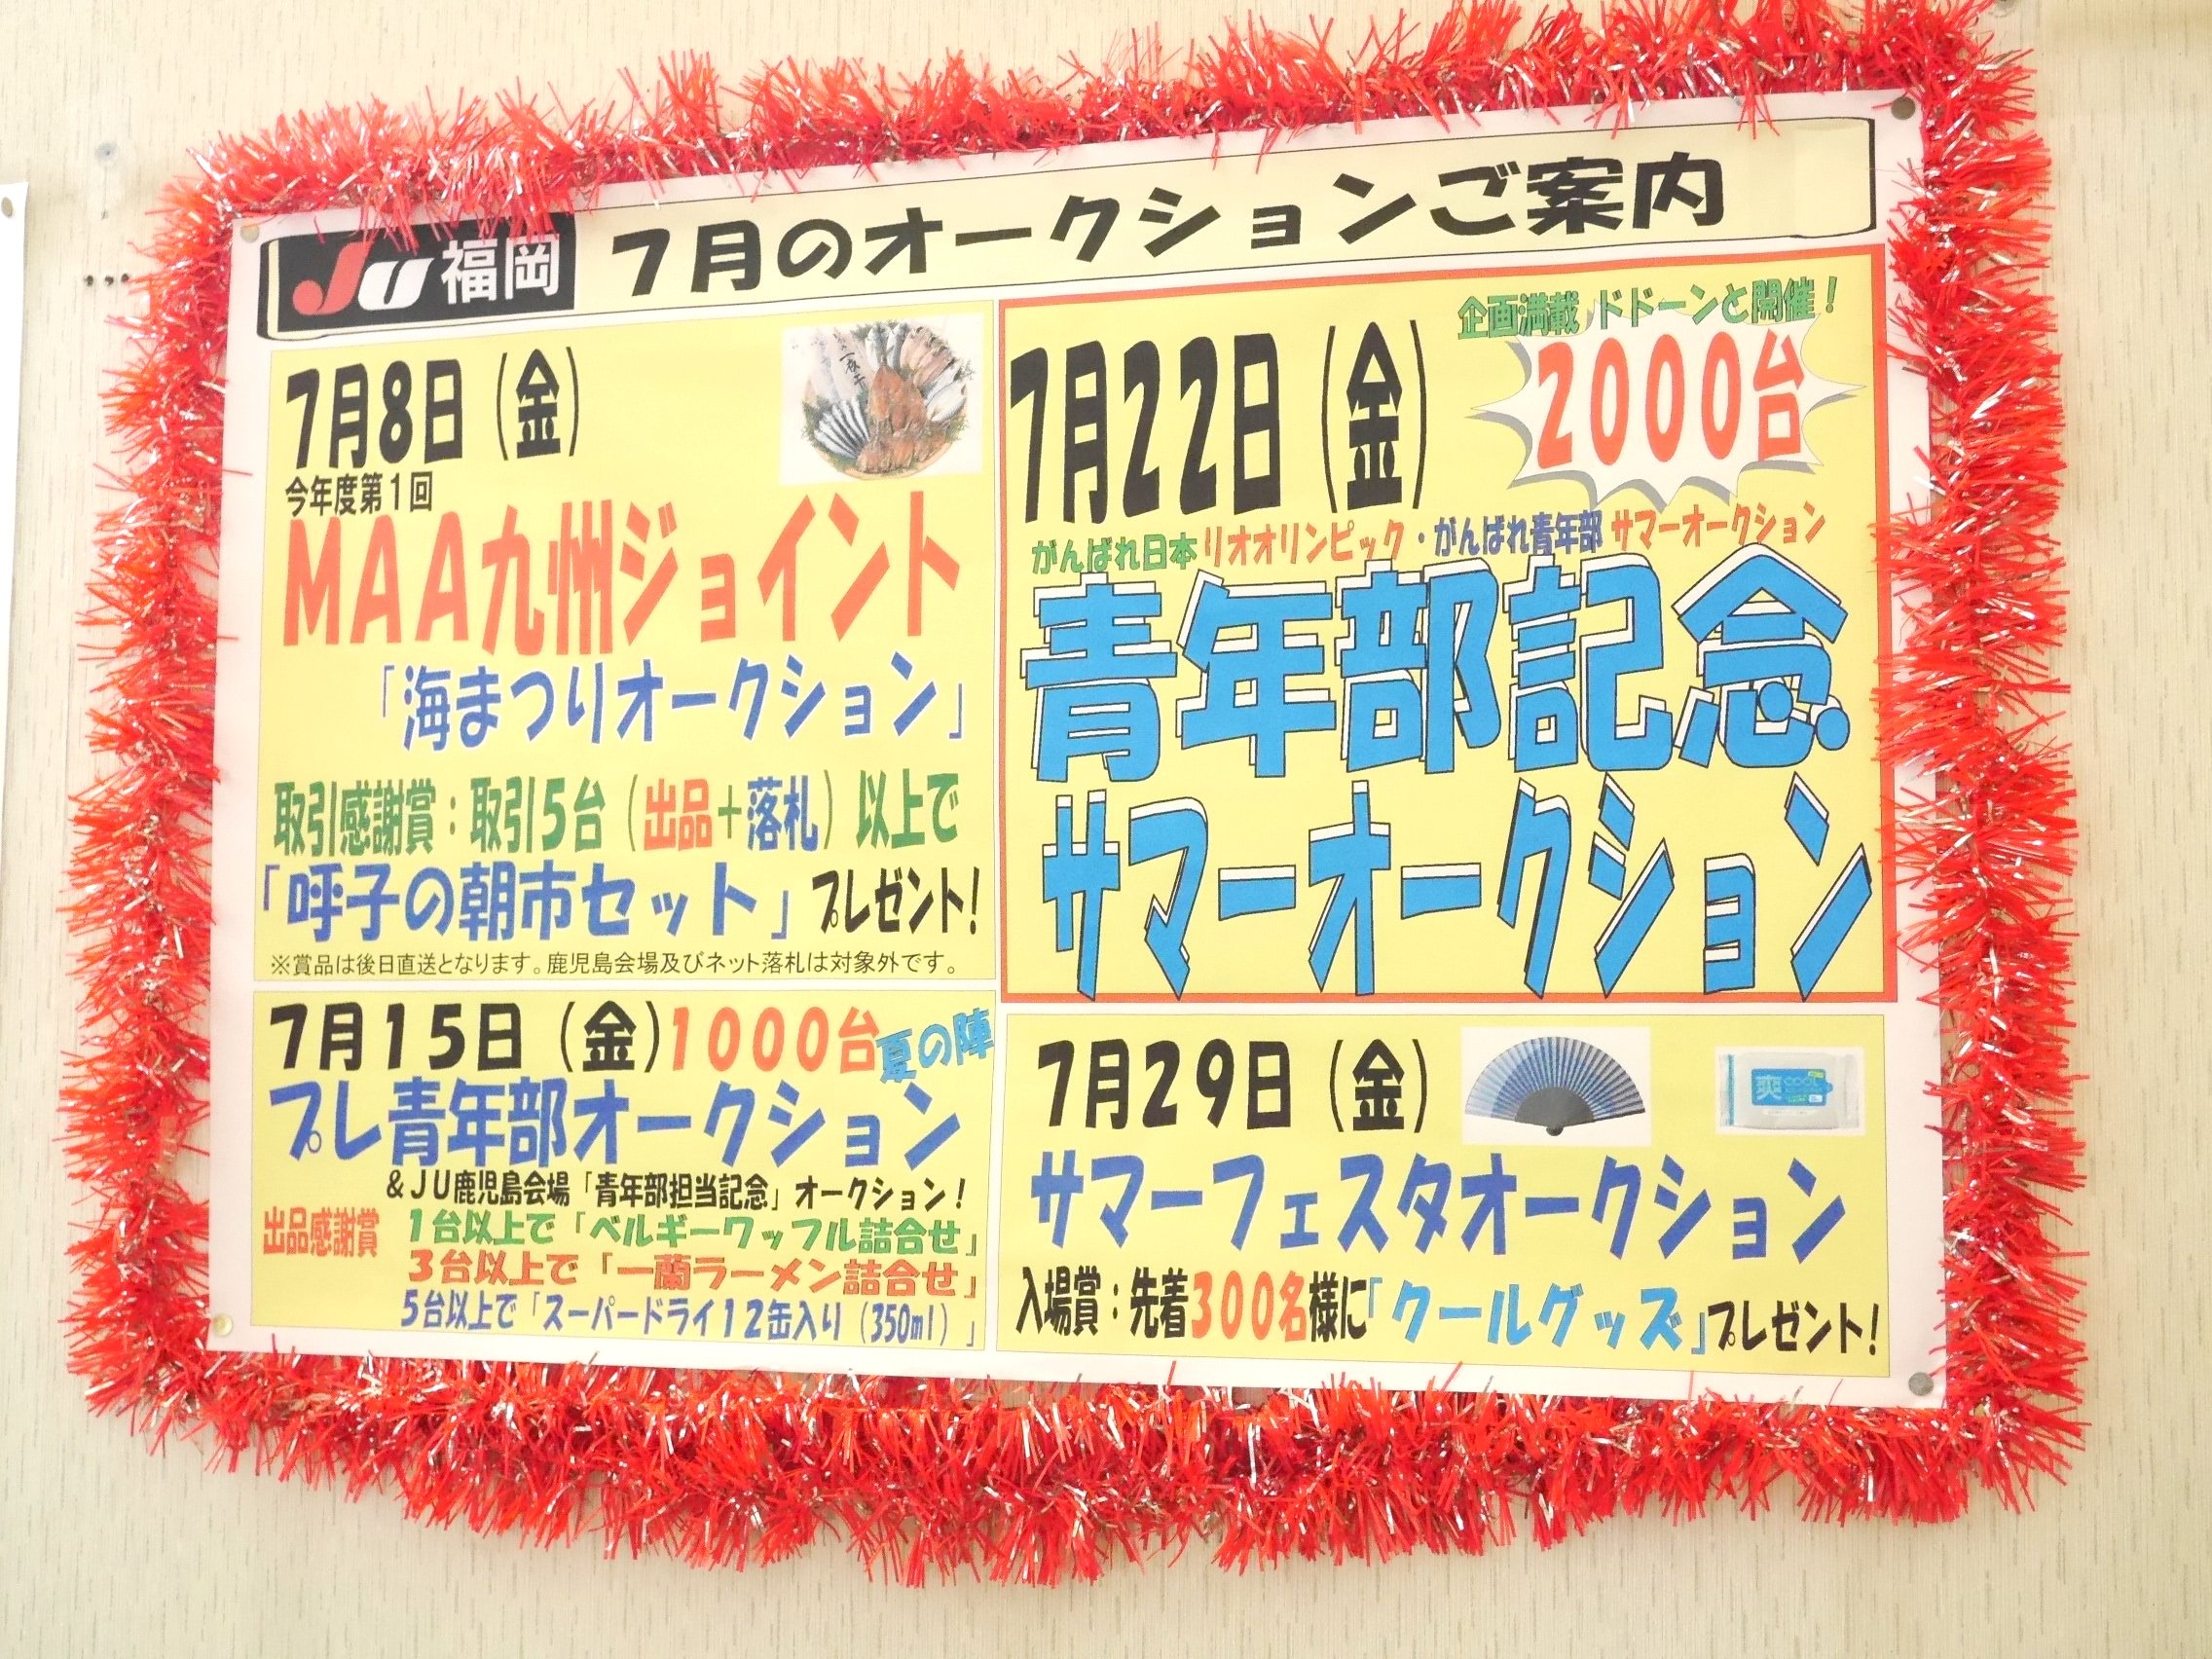 JU福岡 7月のオークションご案内
7月8日（金）
今年度第1回
MAA九州ジョイント
「海まつりオークション」
取引感謝賞：取引5台（出品＋落札）以上で
「呼子の朝市セット」プレゼント！
※賞品は後日直送となります。鹿児島会場及びネット落札は対象外です。
7月15日（金）1000台夏の陣
プレ青年部オークション
＆JU鹿児島会場「青年部担当記念」オークション！
出品感謝賞 1台以上で「ベルギーワッフル詰合せ」
3台以上で「一蘭ラーメン詰合せ」
5台以上で「スーパードライ12缶入り（350ml）」
企画満載 ドドーンと開催！
7月22日（金）
2000台
がんばれ日本リオオリンピック・がんばれ青年部サマーオークション
青年部記念
サマーオークション
7月29日（金）
爽 COOL
サマーフェスタオークション
入場賞：先着300名様に「クールグッズ」プレゼント！